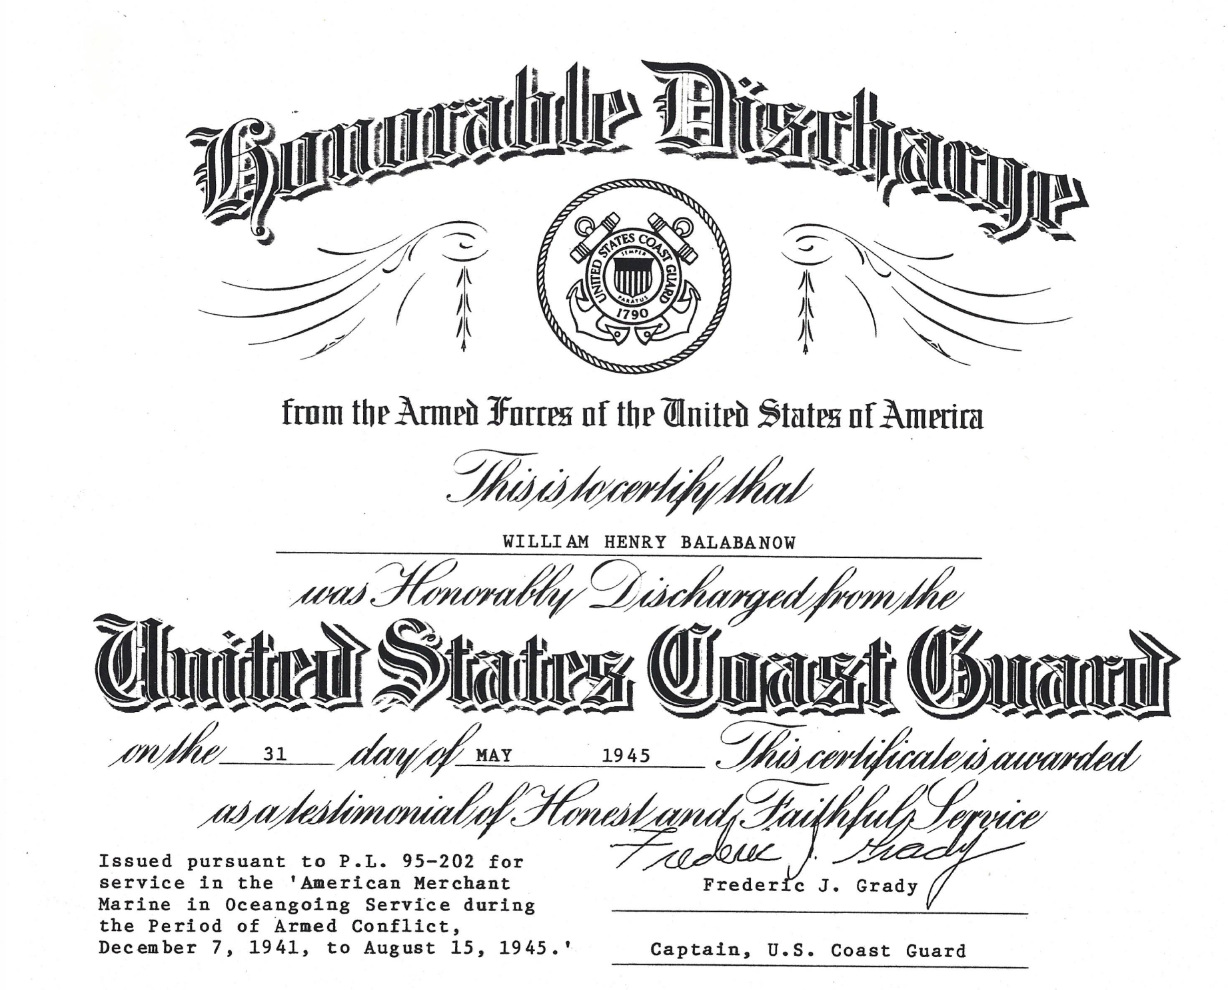 Honorable Discharge
UNITED STATES COAST GUARD
SEMPER
PARATUS
1790
from the Armed Forces of the United States of America
This is to certify that
WILLIAM HENRY BALABANOW
was Honorably Discharged from the
United States Coast Guard
on the 31 day of MAY 1945 This certificate is awarded
as a testimonial of Honest and Faithful Service
Frederic J. Grady
Issued pursuant to P.L. 95-202 for
service in the 'American Merchant
Marine in Oceangoing Service during
the Period of Armed Conflict,
December 7, 1941, to August 15, 1945.'
Frederic J. Grady
Captain, U.S. Coast Guard